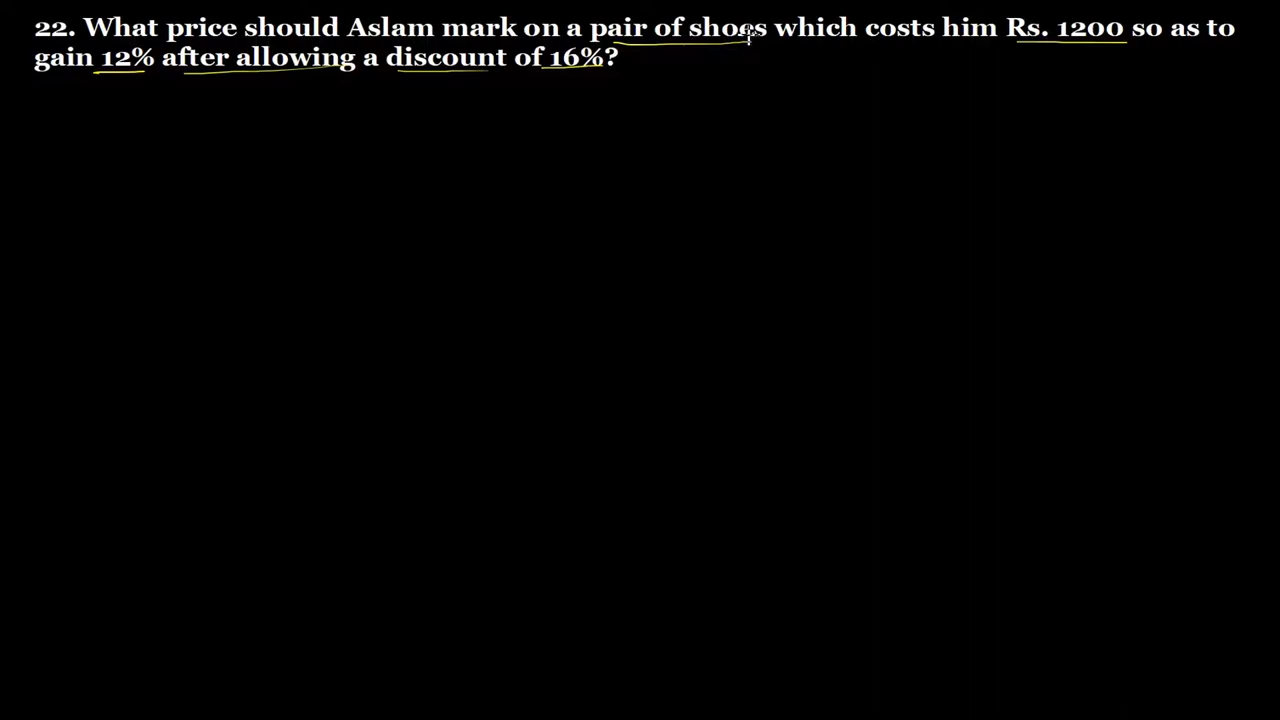 22. What price should Aslam mark on a pair of shoes which costs him Rs. 1200 so as to
gain 12% after allowing a discount of 16%?